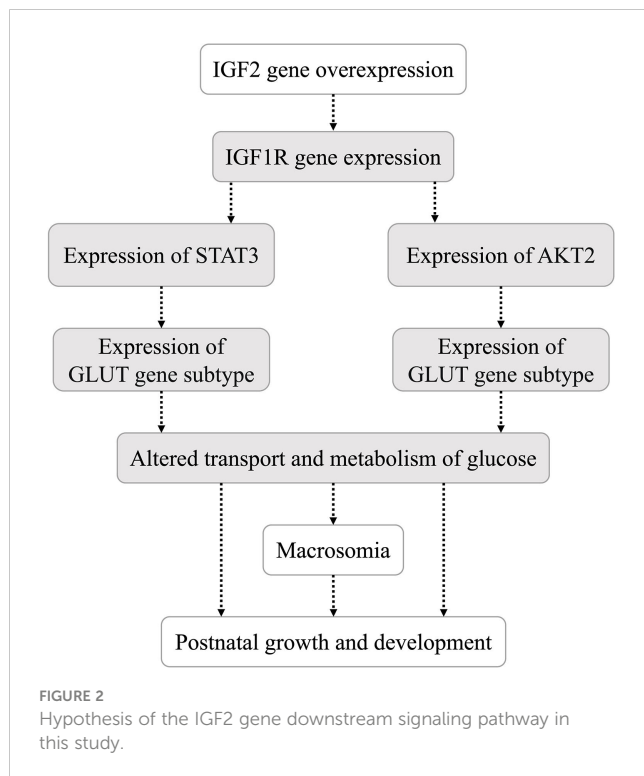 IGF2 gene overexpression
IGF1R gene expression
Expression of STAT3
Expression of AKT2
Expression of
GLUT gene subtype
Expression of
GLUT gene subtype
Altered transport and metabolism of glucose
Macrosomia
Postnatal growth and development
FIGURE 2
Hypothesis of the IGF2 gene downstream signaling pathway in
this study.